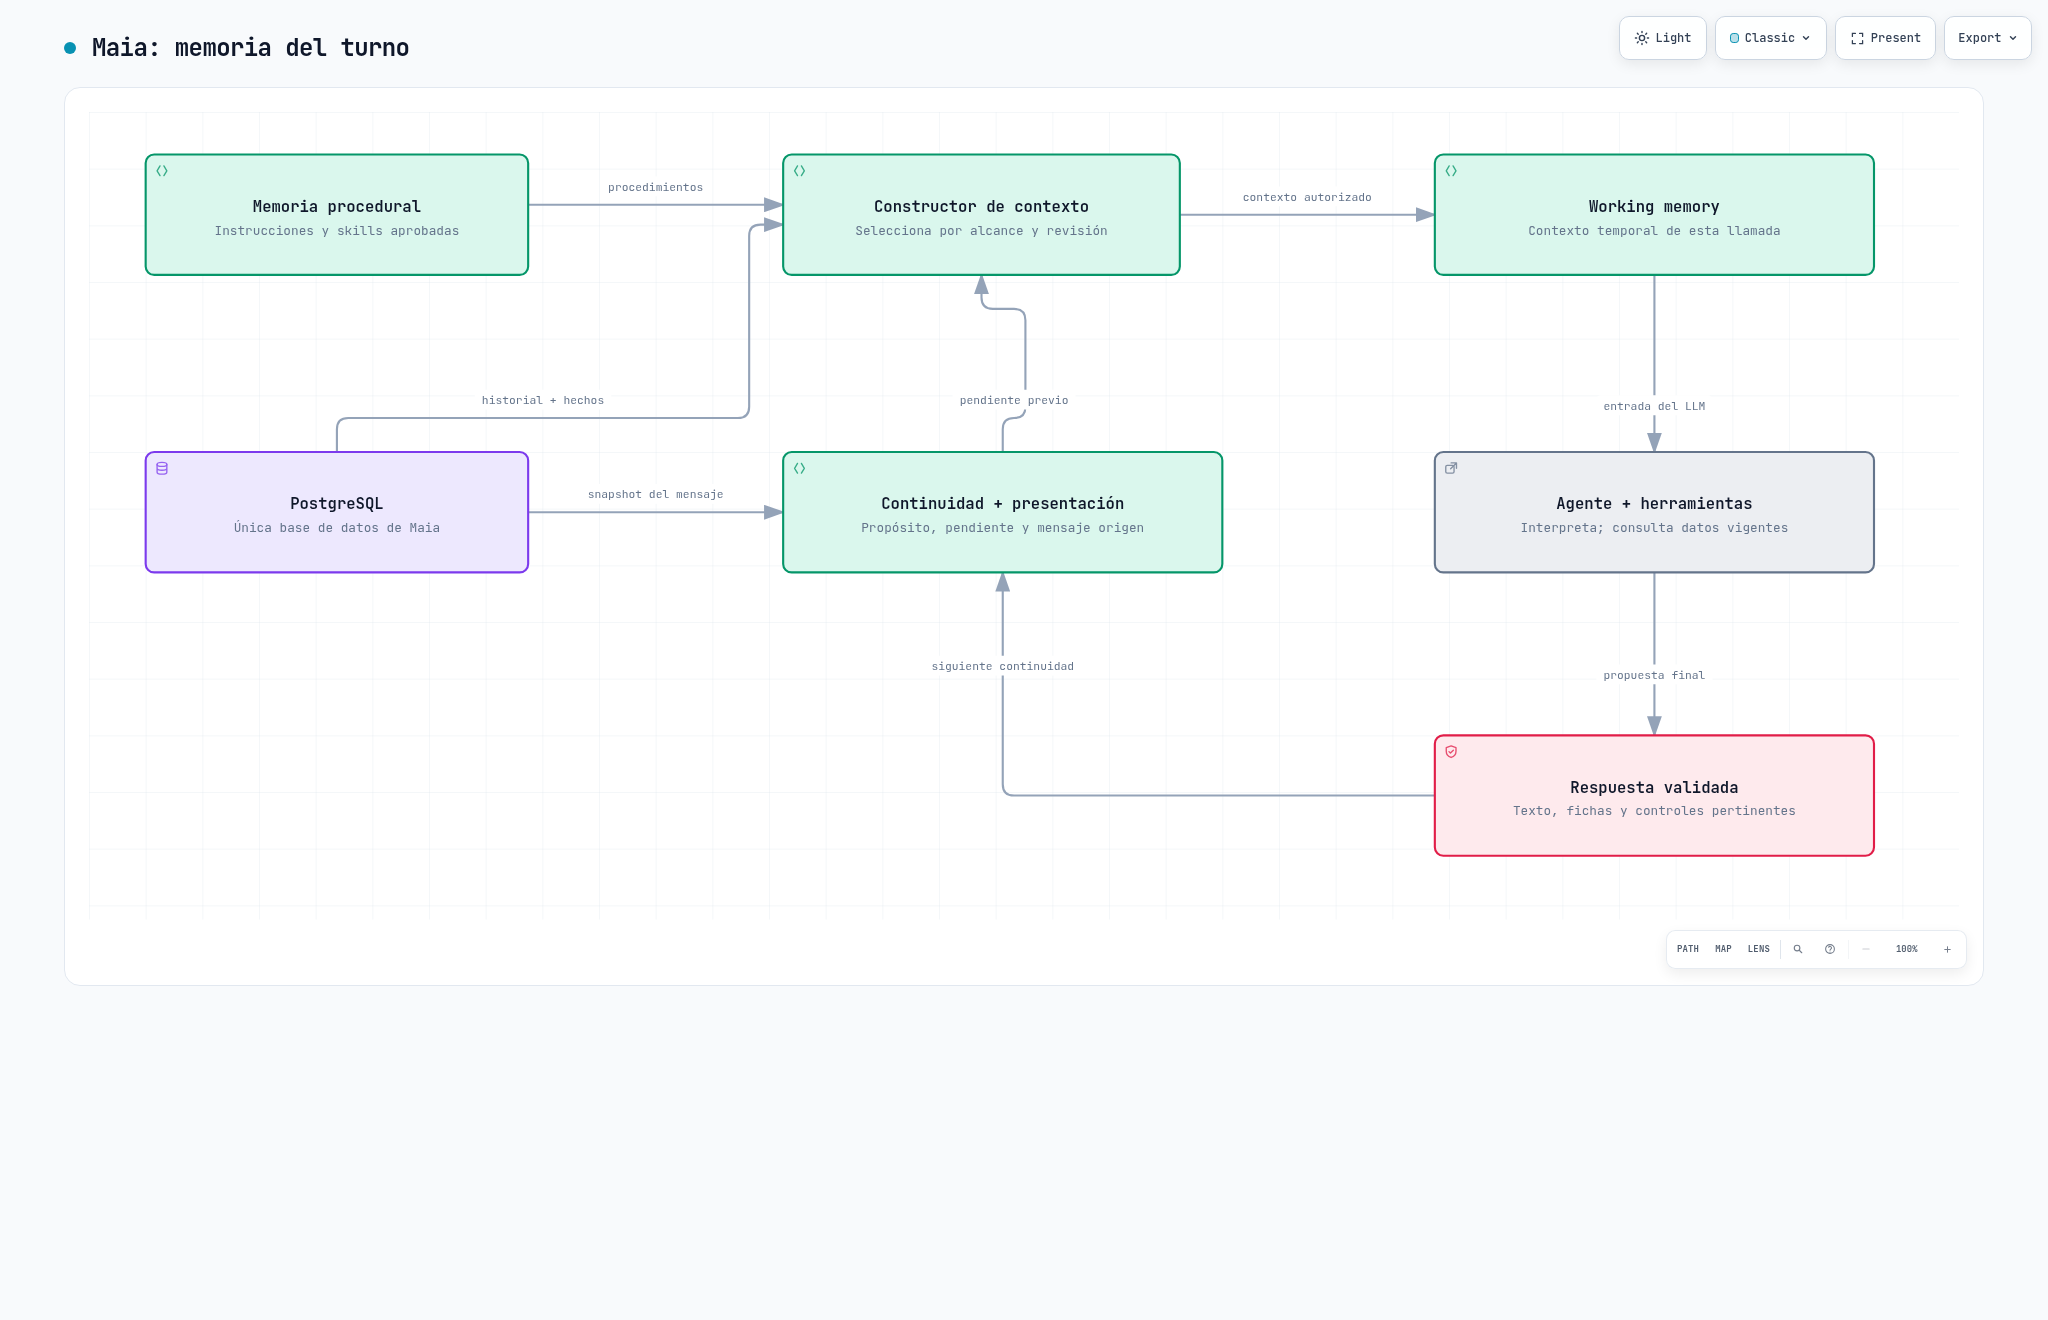 Maia: memoria del turno
Light
Classic
Present
Export
Memoria procedural
Instrucciones y skills aprobadas
procedimientos
Constructor de contexto
Selecciona por alcance y revisión
contexto autorizado
Working memory
Contexto temporal de esta llamada
historial + hechos
pendiente previo
entrada del LLM
PostgreSQL
Única base de datos de Maia
snapshot del mensaje
Continuidad + presentación
Propósito, pendiente y mensaje origen
Agente + herramientas
Interpreta; consulta datos vigentes
siguiente continuidad
propuesta final
Respuesta validada
Texto, fichas y controles pertinentes
PATH
MAP
LENS
100%